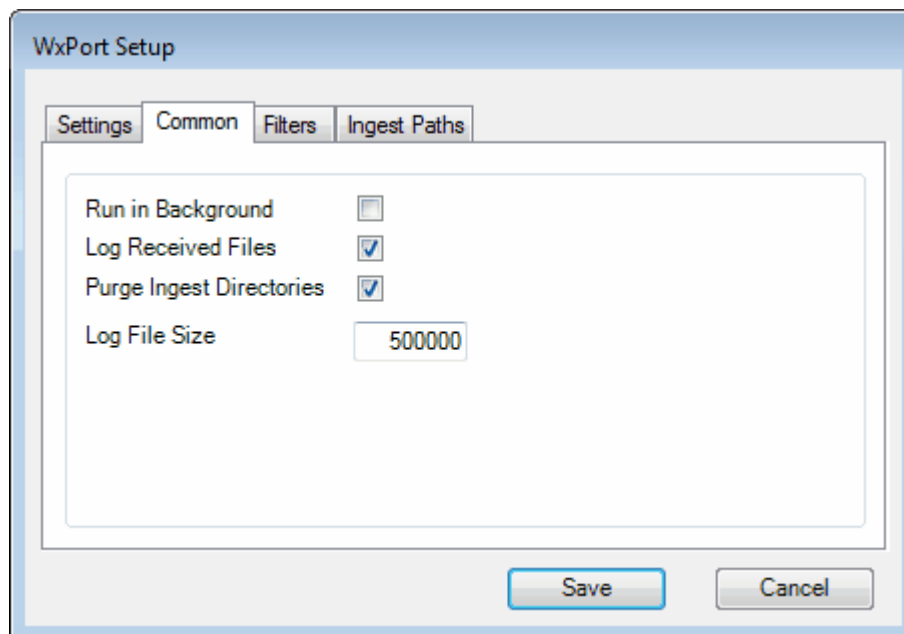 WxPort Setup
Settings Common Filters Ingest Paths
Run in Background
Log Received Files
Purge Ingest Directories
Log File Size 500000
Save Cancel